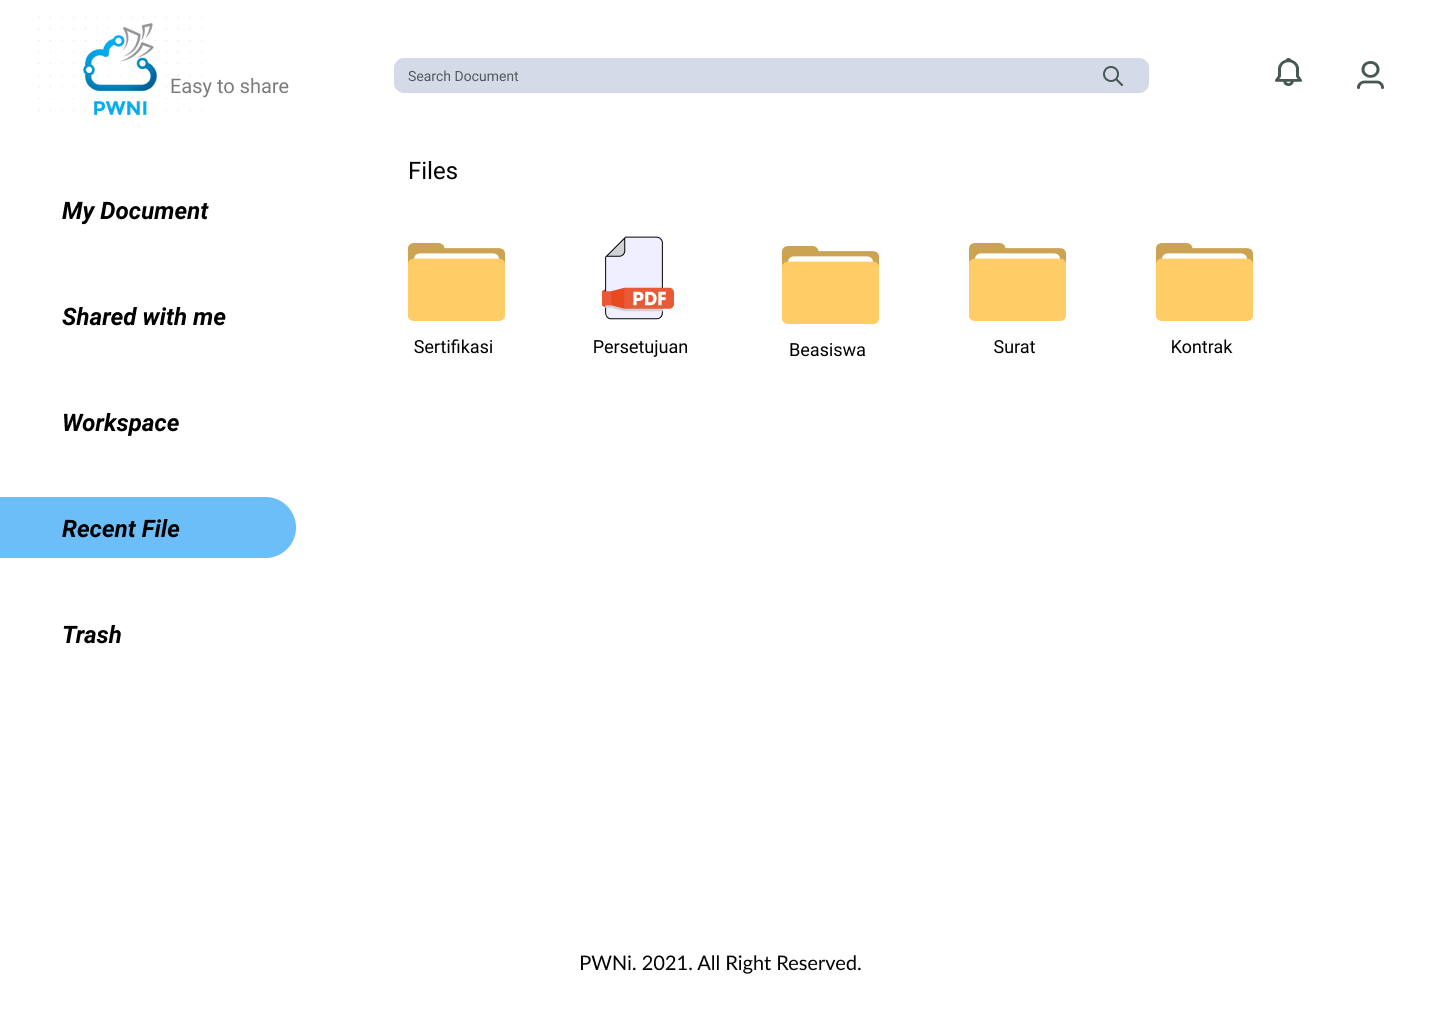 PWNI
Easy to share
Search Document
Files
My Document
Shared with me
Workspace
Recent File
Trash
PDF
Sertifikasi
Persetujuan
Beasiswa
Surat
Kontrak
PWNi. 2021. All Right Reserved.